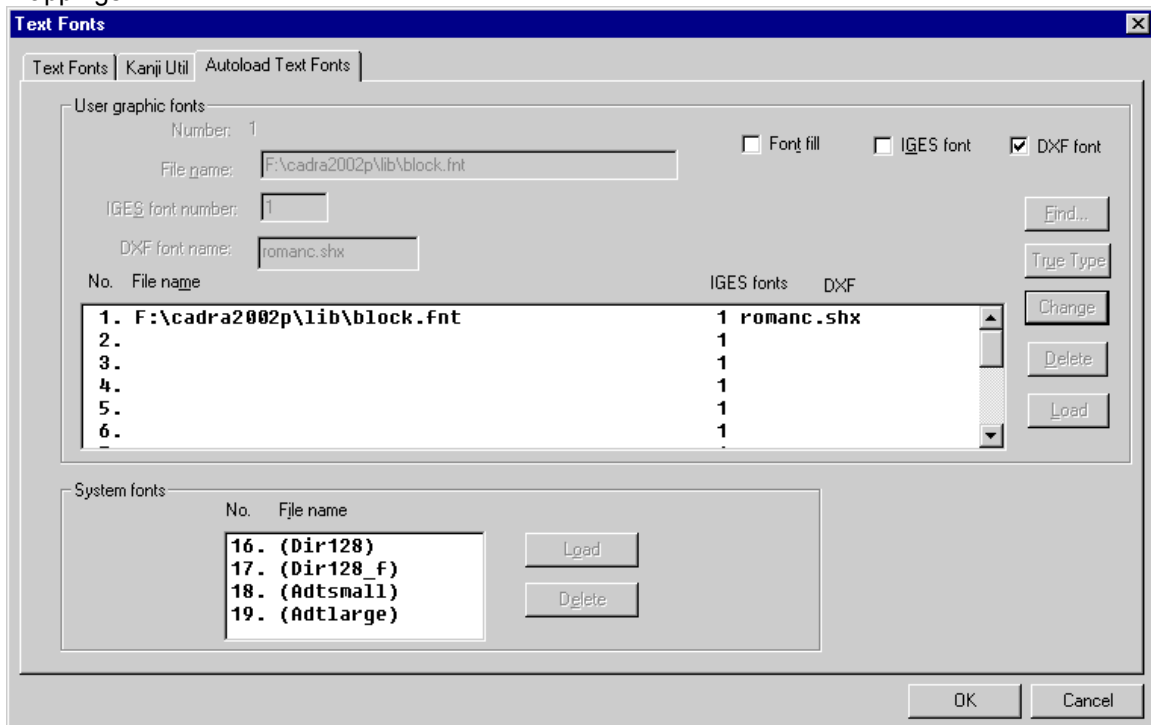 Text Fonts
Text Fonts Kanji Util Autoload Text Fonts
User graphic fonts
Number: 1
Font fill IGES font DXF font
File name: F:\cadra2002p\lib\block.fnt
IGES font number: 1
Find...
DXF font name: romanc.shx
True Type
No. File name IGES fonts DXF
Change
1. F:\cadra2002p\lib\block.fnt 1 romanc.shx
2. 1
3. 1
Delete
4. 1
5. 1
Load
6. 1
System fonts
No. File name
16. (Dir128)
17. (Dir128_f)
18. (Adtsmall)
19. (Adtlarge)
Load
Delete
OK Cancel